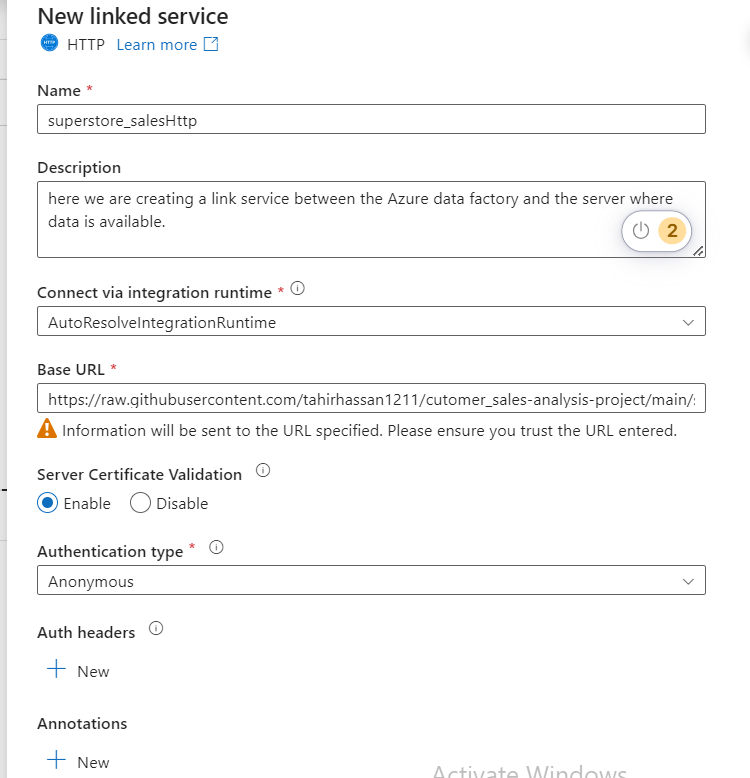 New linked service
HTTP Learn more
Name *
superstore_salesHttp
Description
here we are creating a link service between the Azure data factory and the server where
data is available.
2
Connect via integration runtime *
AutoResolveIntegrationRuntime
Base URL *
https://raw.githubusercontent.com/tahirhassan1211/cutomer_sales-analysis-project/main/
Information will be sent to the URL specified. Please ensure you trust the URL entered.
Server Certificate Validation
Enable Disable
Authentication type *
Anonymous
Auth headers
New
Annotations
New
Activate Windows